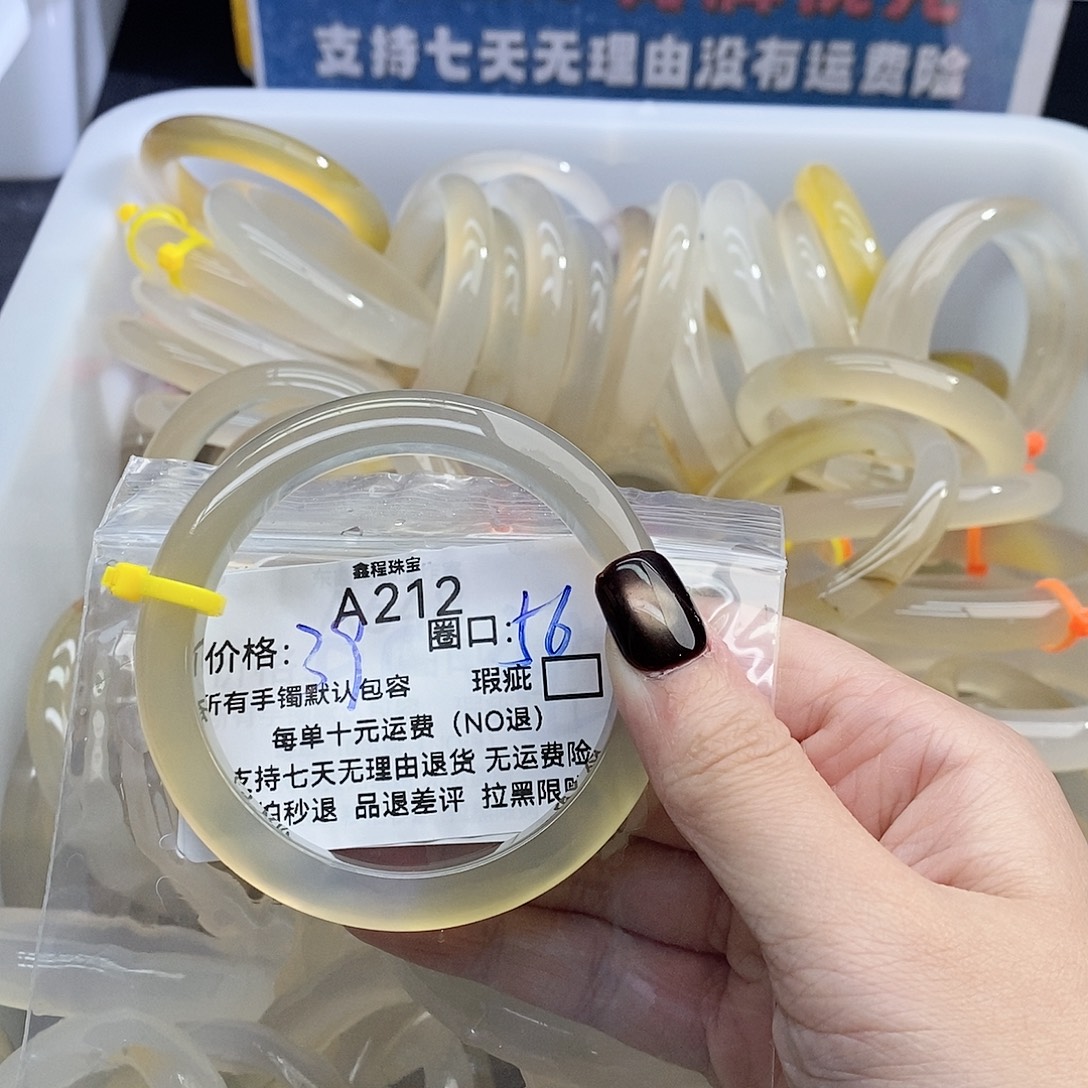 支持七天无理由没有运费险
鑫程珠宝
A212
价格: 39 圈口: 56
所有手镯默认包容 瑕疵
每单十元运费（NO退）
支持七天无理由退货 无运费险
拍秒退 品退差评 拉黑限